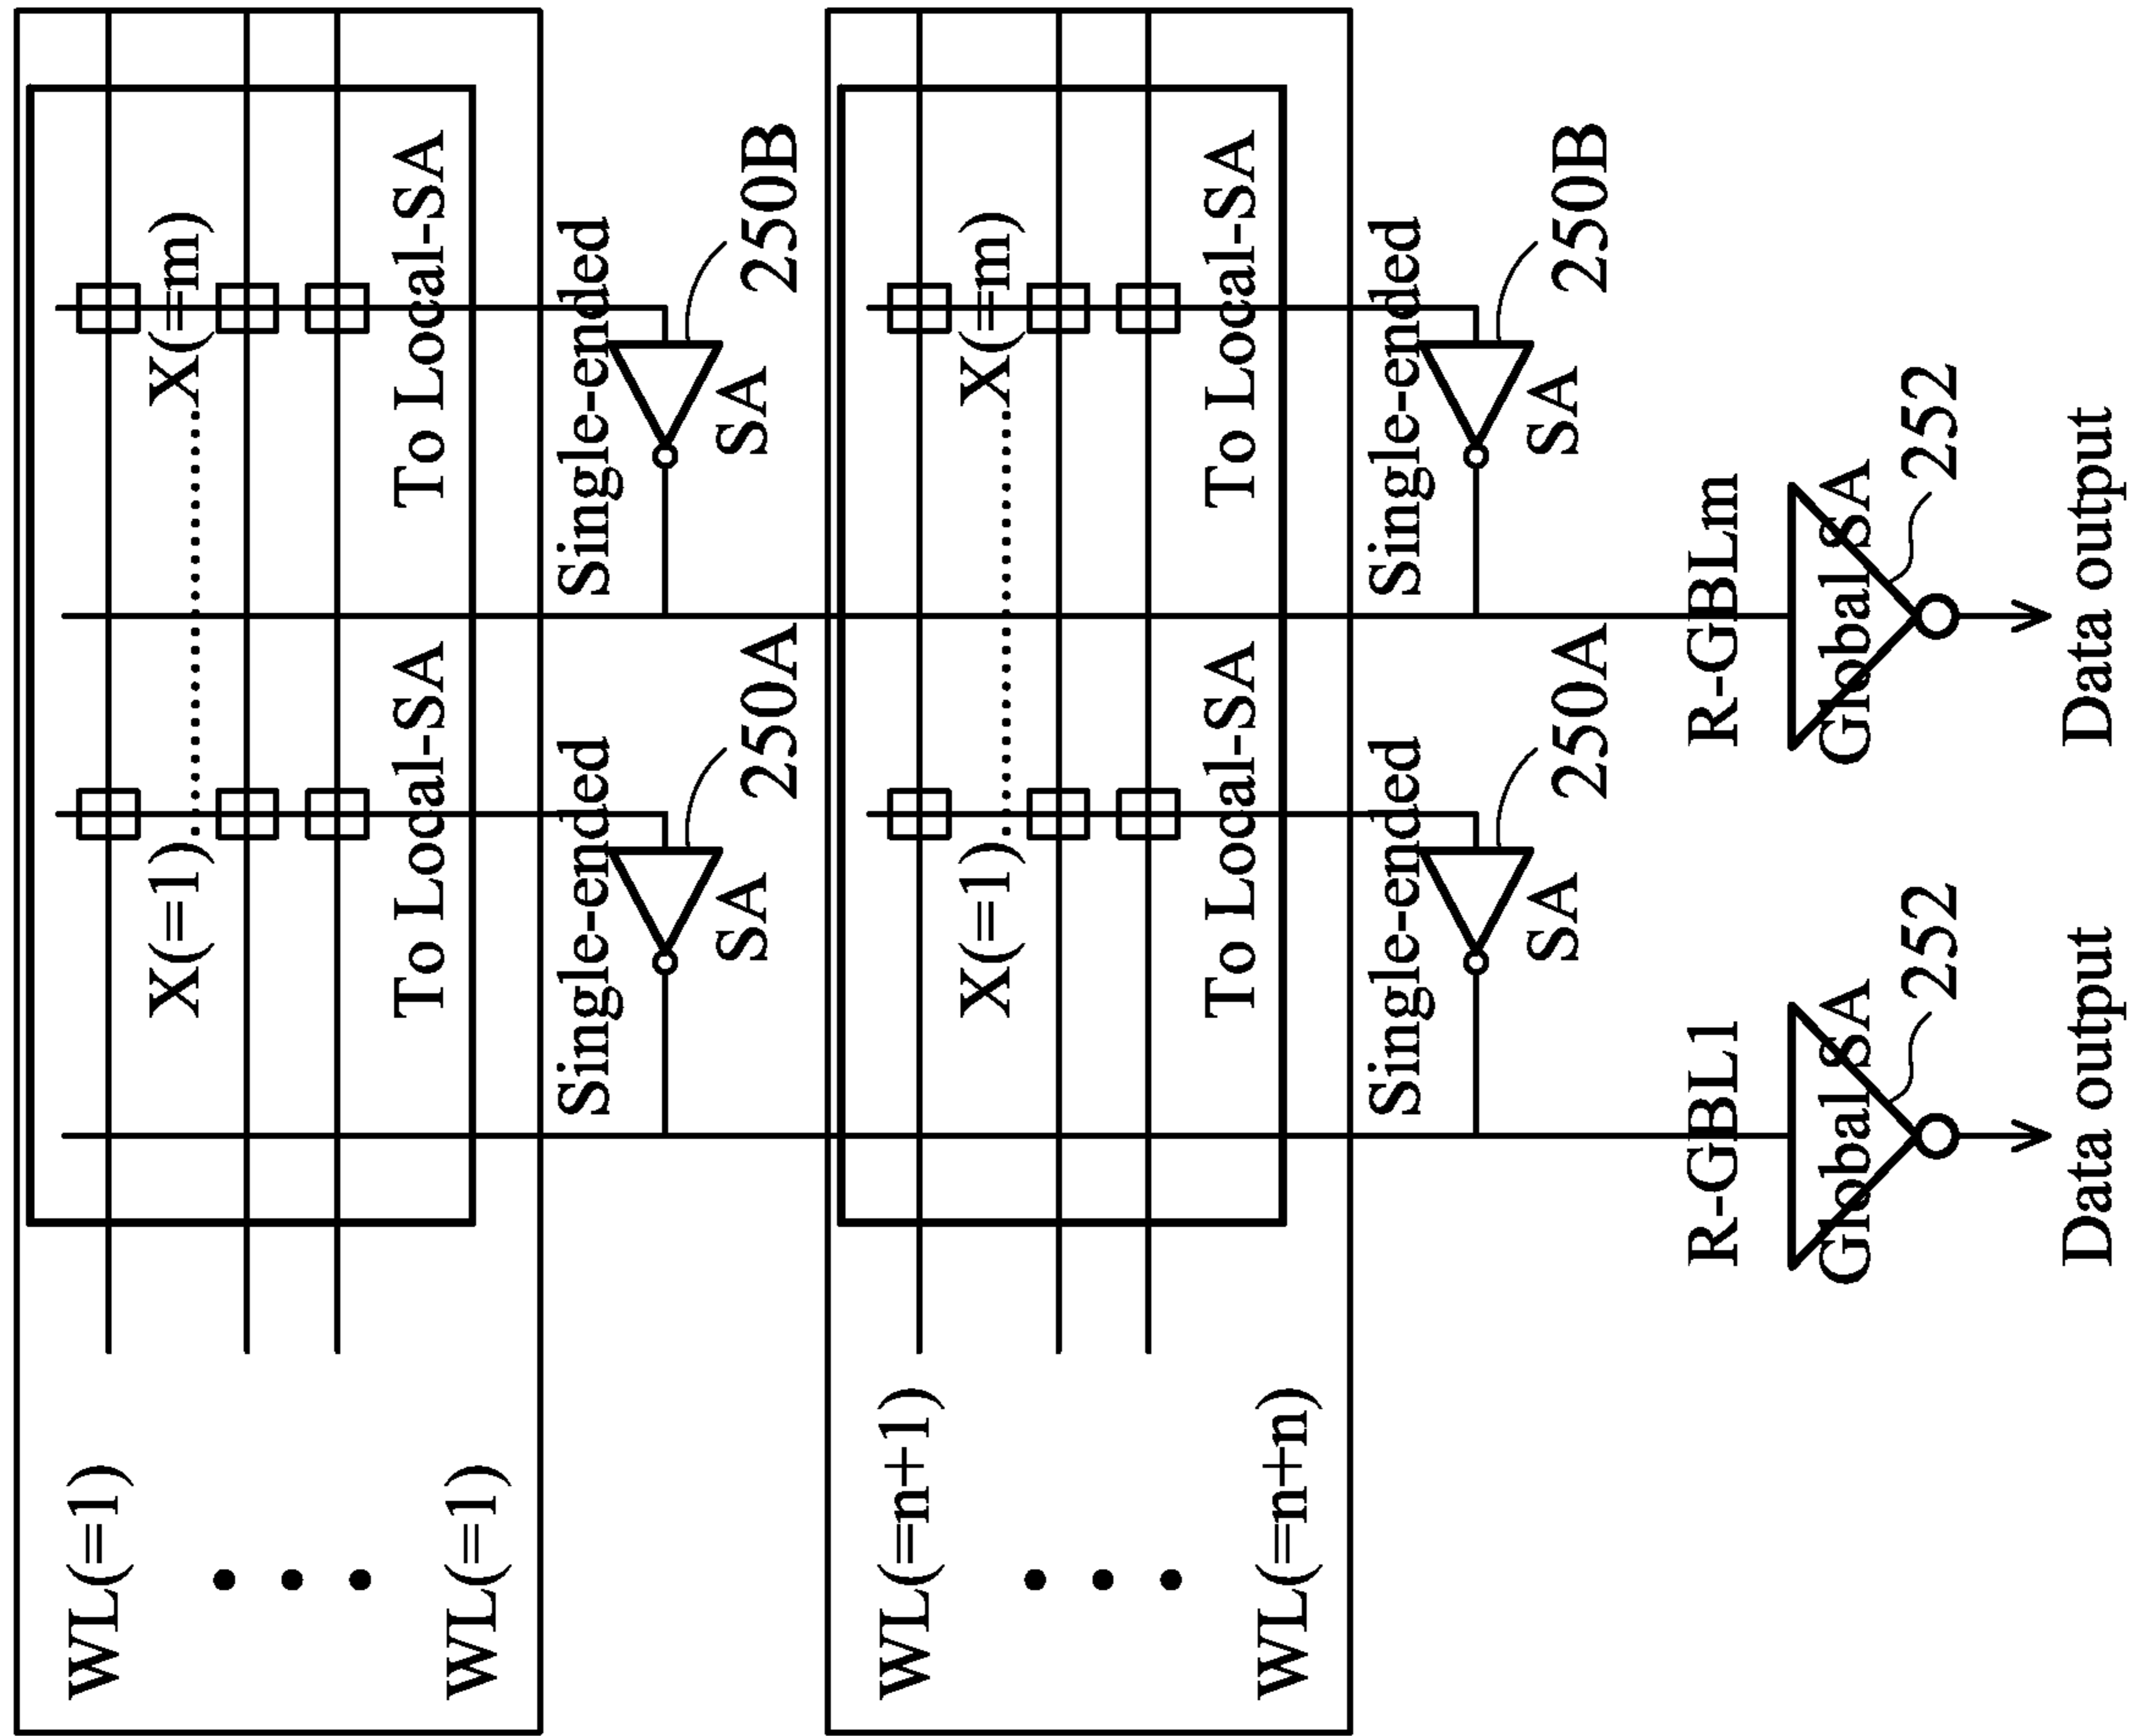 WL(=1)
X(=1)
X(=m)
WL(=1)
To Local-SA
To Local-SA
Single-ended
Single-ended
SA
SA
250A
250B
WL(=n+1)
X(=1)
X(=m)
WL(=n+n)
To Local-SA
To Local-SA
Single-ended
Single-ended
SA
SA
250A
250B
R-GBL1
R-GBLm
Global SA
Global SA
252
252
Data output
Data output